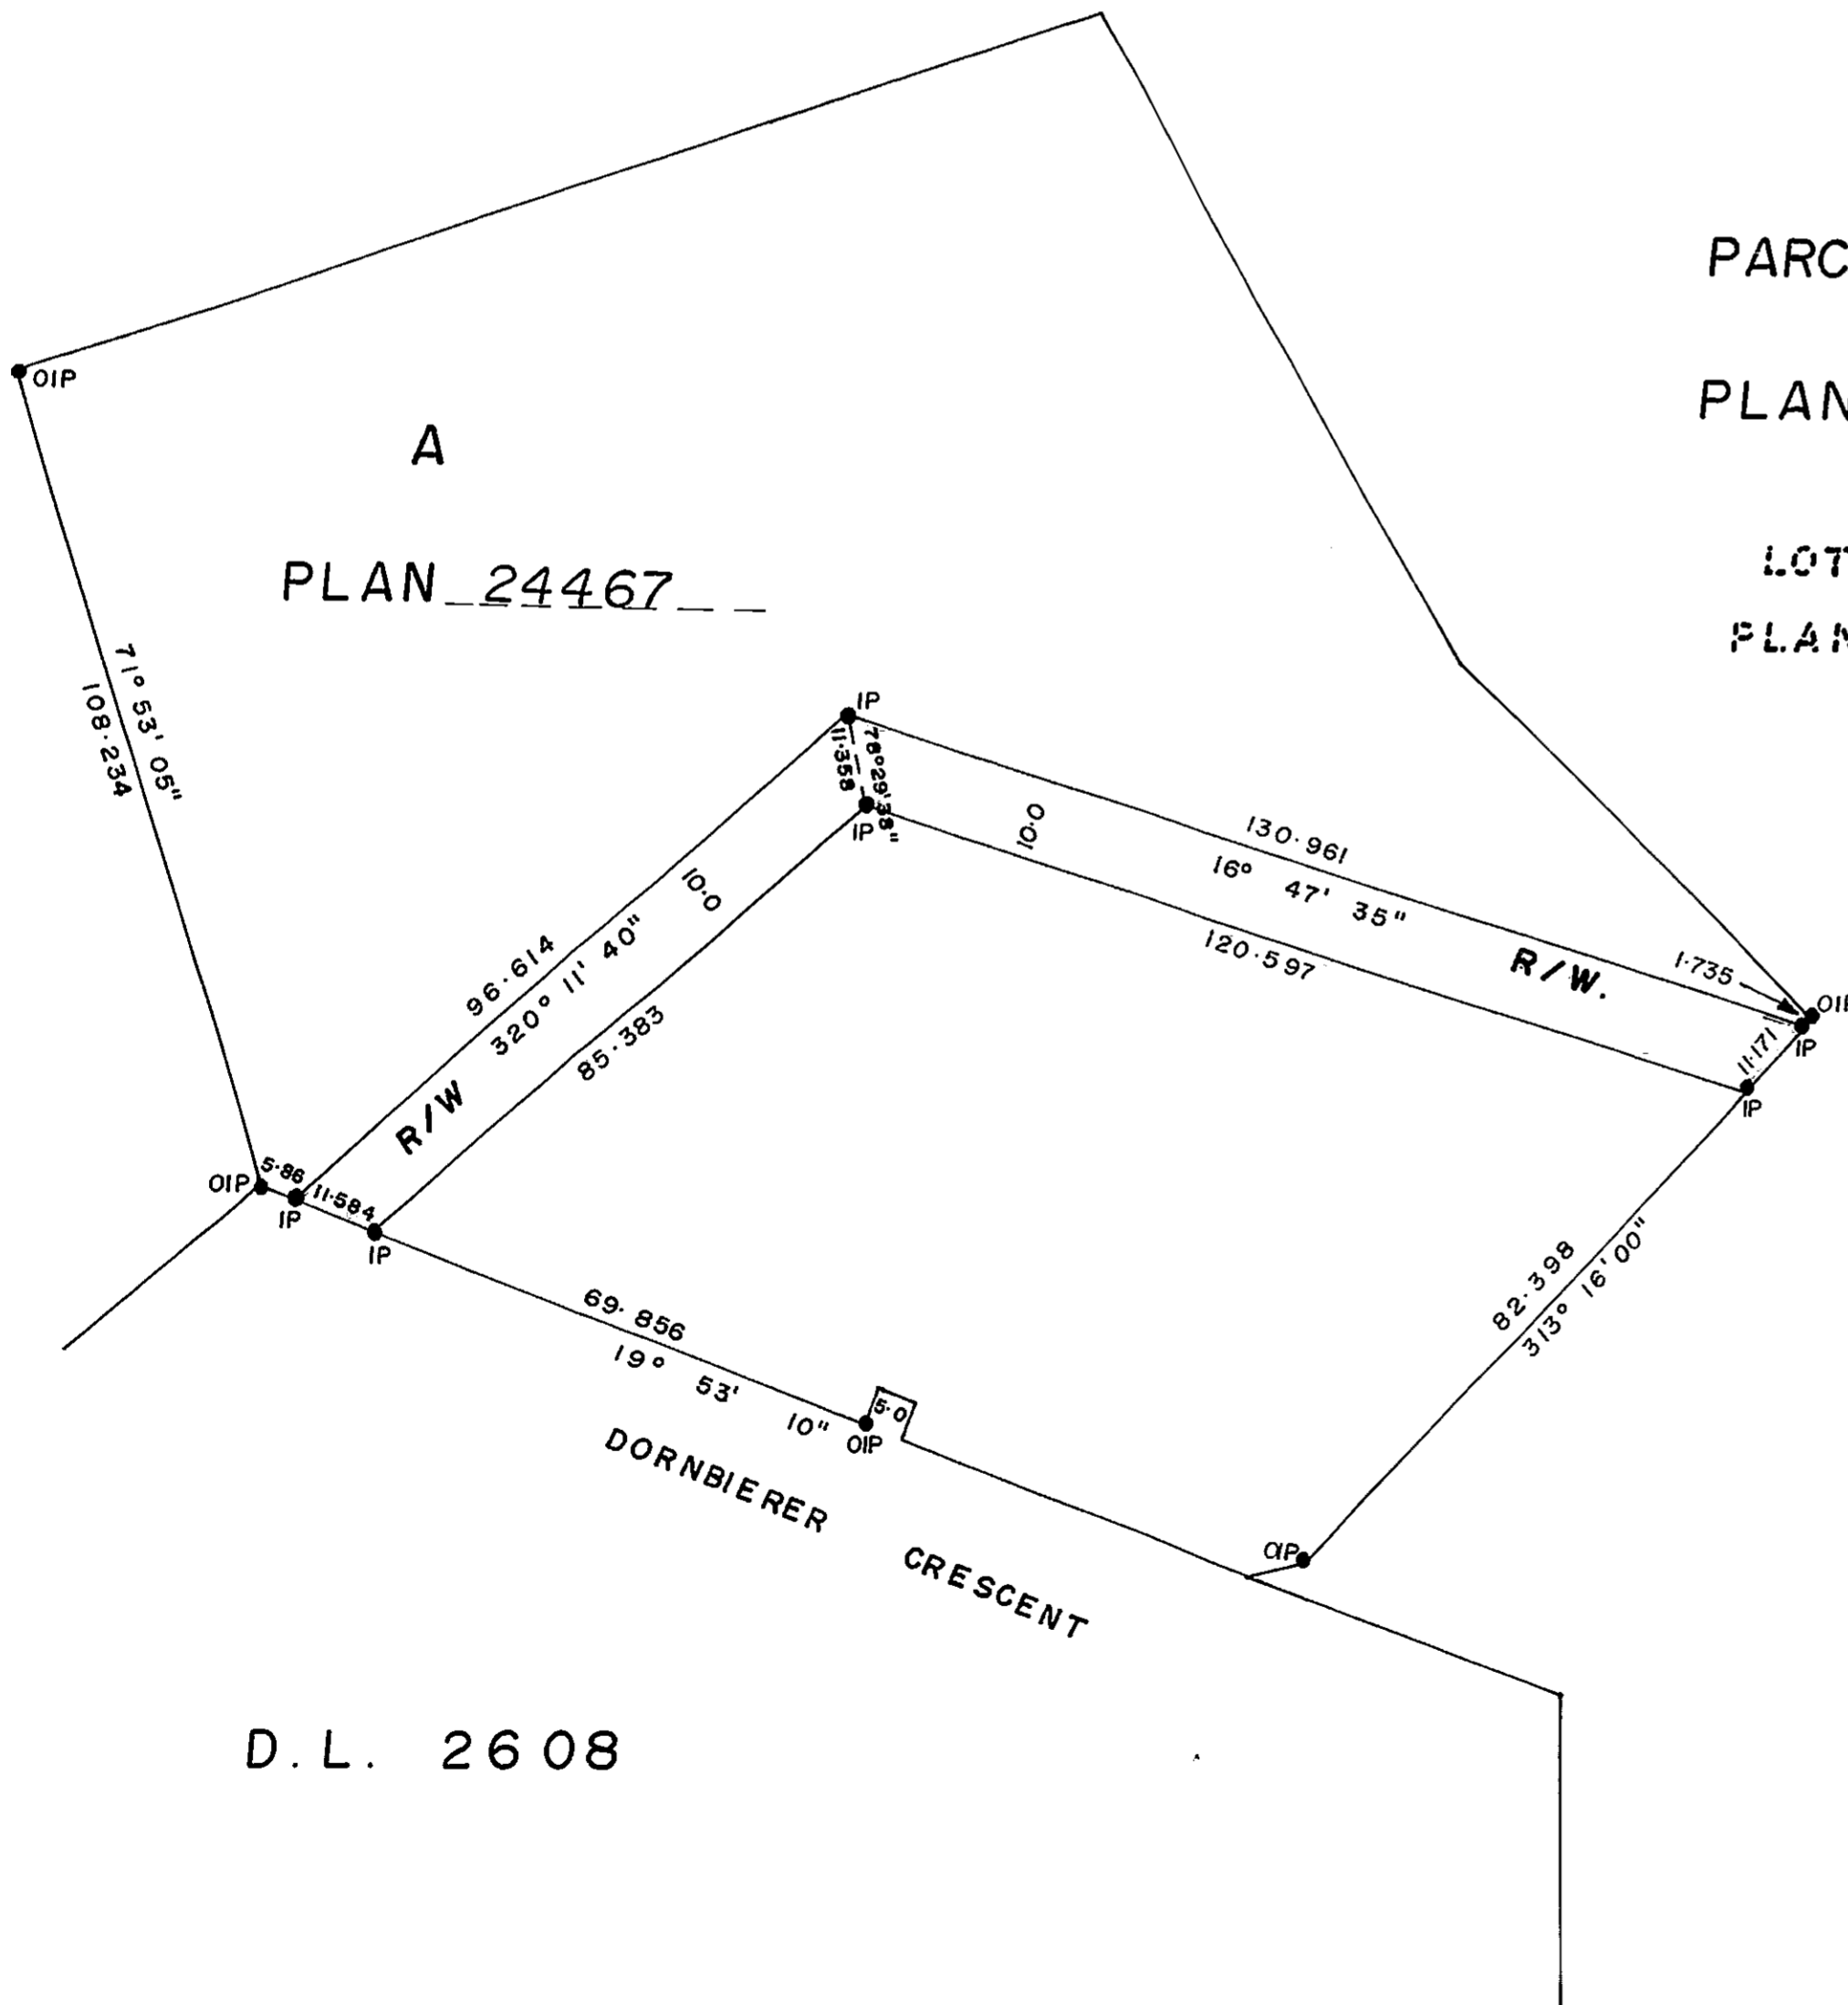 PARC
OIP
A
PLAN
PLAN 24467
LOT
PLAN
71° 53' 05"
108·234
IP
11·358
78°29'38"
IP
10·0
130·961
16° 47' 35"
120·597
R/W.
1·735
OIP
IP
11·171
IP
10·0
96·614
320° 11' 40"
85·383
R/W
OIP
5·86
IP
11·584
IP
69·856
19° 53' 10"
5·0
OIP
82·398
313° 16' 00"
OIP
DORNBIERER CRESCENT
D.L. 2608